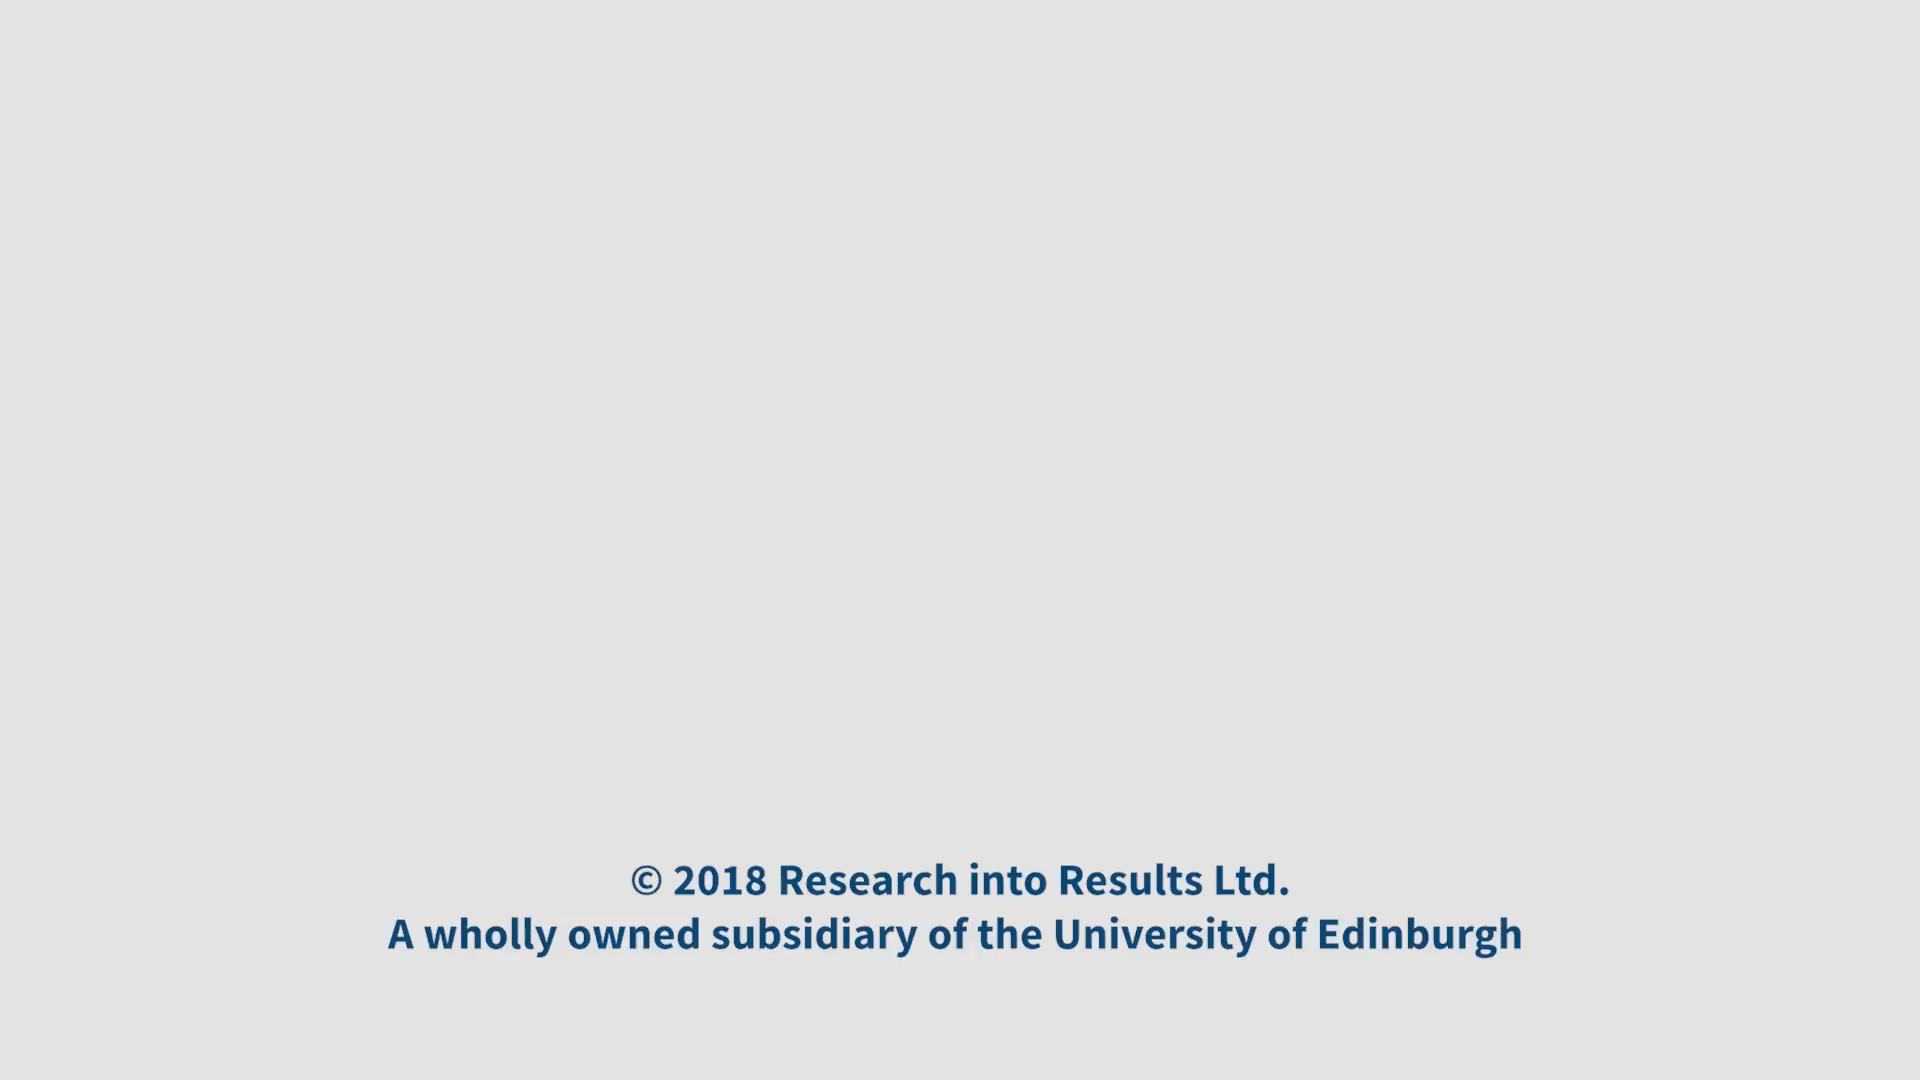 © 2018 Research into Results Ltd.
A wholly owned subsidiary of the University of Edinburgh